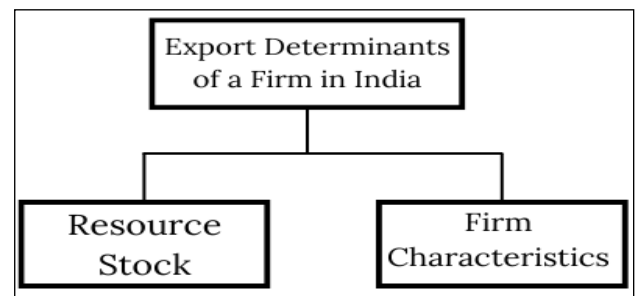 Export Determinants
of a Firm in India
Resource
Stock
Firm
Characteristics